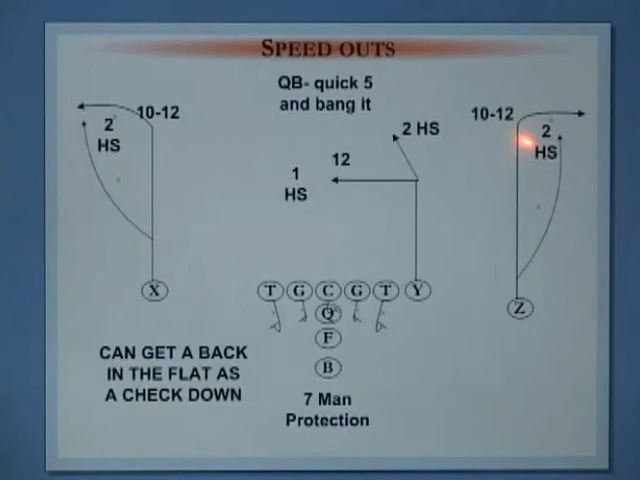 SPEED OUTS
QB- quick 5
and bang it
10-12
2
HS
2 HS
10-12
2
HS
12
1
HS
X
T G C G T Y
Z
Q
F
B
CAN GET A BACK
IN THE FLAT AS
A CHECK DOWN
7 Man
Protection